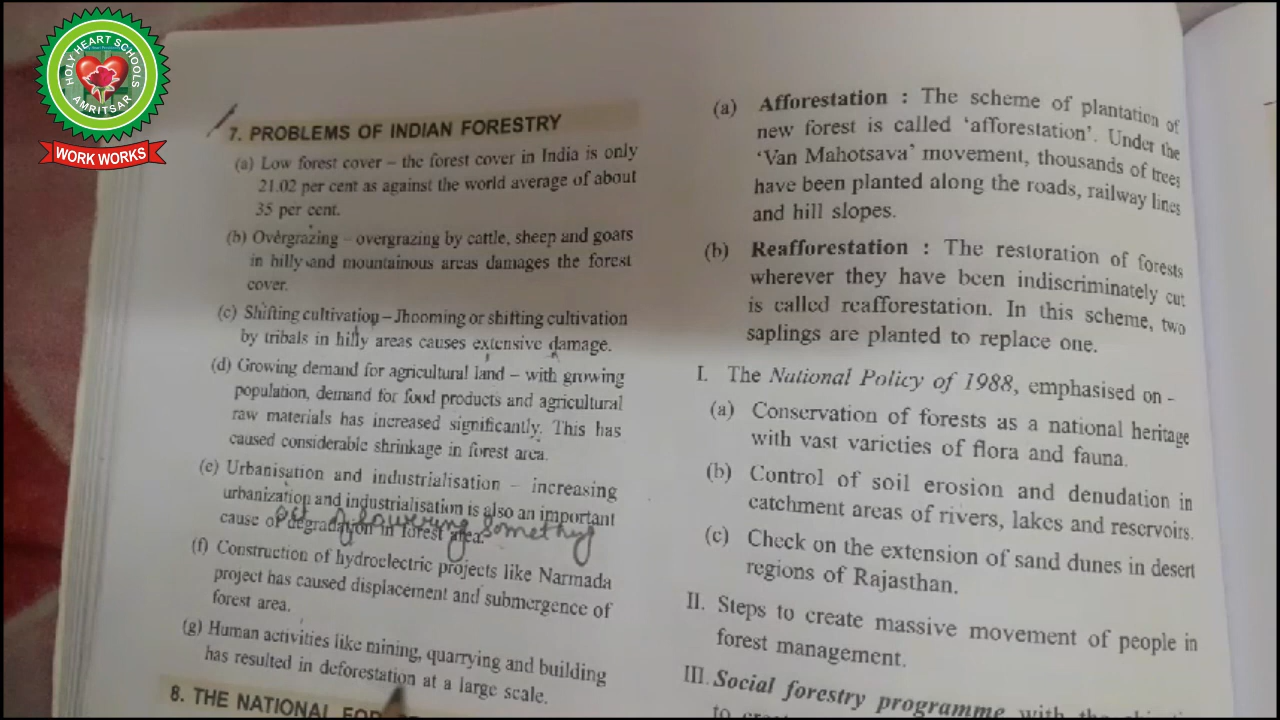 HOLY HEART SCHOOLS
AMRITSAR
WORK WORKS
7. PROBLEMS OF INDIAN FORESTRY
(a) Low forest cover – the forest cover in India is only
21.02 per cent as against the world average of about
35 per cent.
(b) Overgrazing – overgrazing by cattle, sheep and goats
in hilly and mountainous areas damages the forest
cover.
(c) Shifting cultivation – Jhooming or shifting cultivation
by tribals in hilly areas causes extensive damage.
(d) Growing demand for agricultural land – with growing
population, demand for food products and agricultural
raw materials has increased significantly. This has
caused considerable shrinkage in forest area.
(e) Urbanisation and industrialisation – increasing
urbanization and industrialisation is also an important
cause of degradation in forest area.
something
(f) Construction of hydroelectric projects like Narmada
project has caused displacement and submergence of
forest area.
(g) Human activities like mining, quarrying and building
has resulted in deforestation at a large scale.
8. THE NATIONAL
(a) Afforestation : The scheme of plantation of
new forest is called ‘afforestation’. Under the
‘Van Mahotsava’ movement, thousands of trees
have been planted along the roads, railway lines
and hill slopes.
(b) Reafforestation : The restoration of forests
wherever they have been indiscriminately cut
is called reafforestation. In this scheme, two
saplings are planted to replace one.
I. The National Policy of 1988, emphasised on -
(a) Conservation of forests as a national heritage
with vast varieties of flora and fauna.
(b) Control of soil erosion and denudation in
catchment areas of rivers, lakes and reservoirs.
(c) Check on the extension of sand dunes in desert
regions of Rajasthan.
II. Steps to create massive movement of people in
forest management.
III. Social forestry programme with the